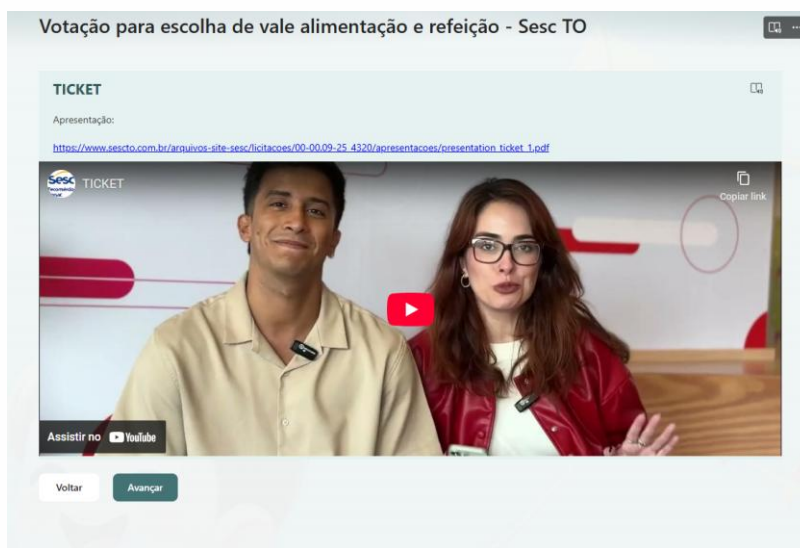 Votação para escolha de vale alimentação e refeição - Sesc TO
TICKET
Apresentação:
https://www.sescto.com.br/arquivos-site-sesc/licitacoes/00-00.09-25_4320/apresentacoes/presentation_ticket_1.pdf
Sesc
TICKET
Copiar link
Assistir no YouTube
Voltar
Avançar